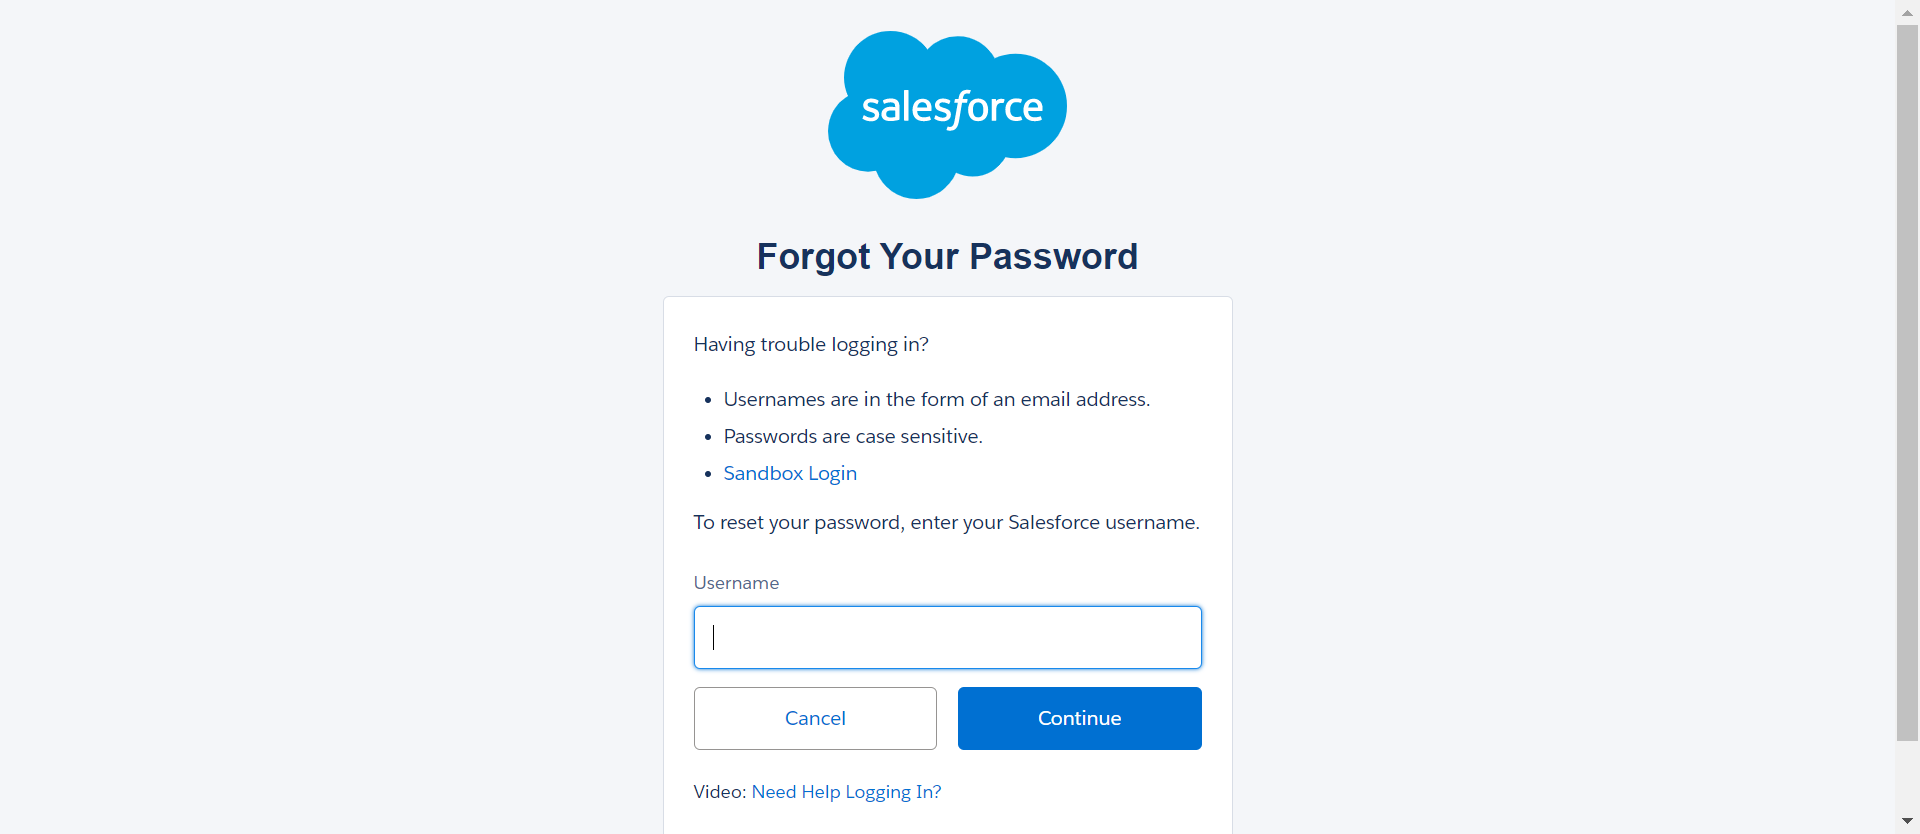 salesforce
Forgot Your Password
Having trouble logging in?
• Usernames are in the form of an email address.
• Passwords are case sensitive.
• Sandbox Login
To reset your password, enter your Salesforce username.
Username
Cancel Continue
Video: Need Help Logging In?